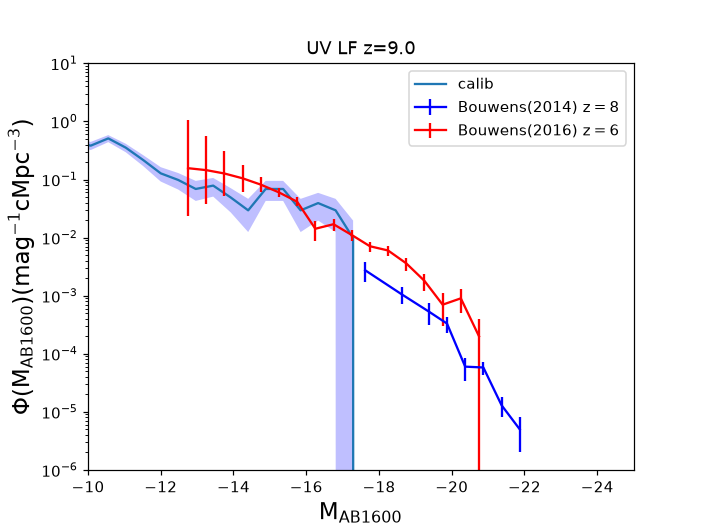 UV LF z=9.0
calib
Bouwens(2014) z = 8
Bouwens(2016) z = 6
10¹
10⁰
10⁻¹
10⁻²
10⁻³
10⁻⁴
10⁻⁵
10⁻⁶
Φ(M_AB1600)(mag⁻¹cMpc⁻³)
−10 −12 −14 −16 −18 −20 −22 −24
M_AB1600